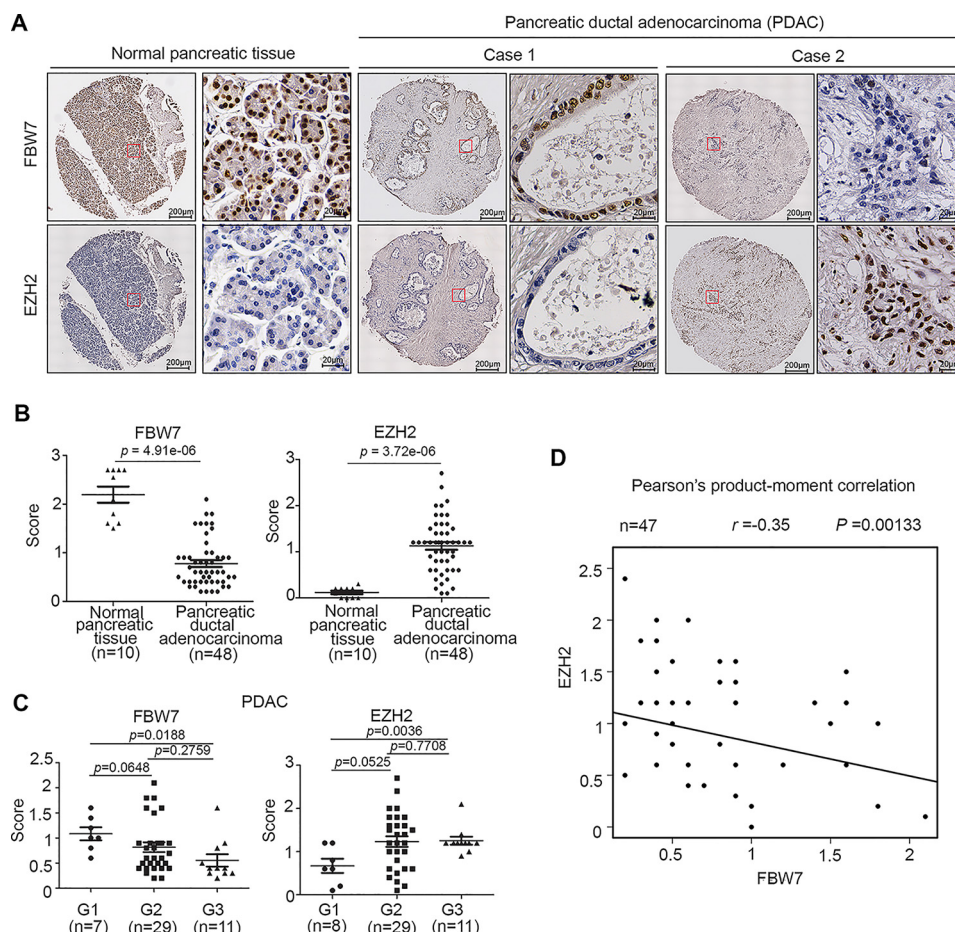 A
Pancreatic ductal adenocarcinoma (PDAC)
Normal pancreatic tissue
Case 1
Case 2
FBW7
200µm
20µm
200µm
20µm
200µm
20µm
EZH2
200µm
20µm
200µm
20µm
200µm
20µm
B
FBW7
p = 4.91e-06
Score
3
2
1
0
Normal pancreatic tissue (n=10)
Pancreatic ductal adenocarcinoma (n=48)
EZH2
p = 3.72e-06
Score
3
2
1
0
Normal pancreatic tissue (n=10)
Pancreatic ductal adenocarcinoma (n=48)
C
PDAC
FBW7
p=0.0188
p=0.2759
p=0.0648
Score
2.5
2
1.5
1
0.5
0
G1 G2 G3
(n=7) (n=29) (n=11)
EZH2
p=0.0036
p=0.7708
p=0.0525
Score
3
2
1
0
G1 G2 G3
(n=8) (n=29) (n=11)
D
Pearson's product-moment correlation
n=47 r =-0.35 P =0.00133
EZH2
2.5
2
1.5
1
0.5
0
0.5 1 1.5 2
FBW7